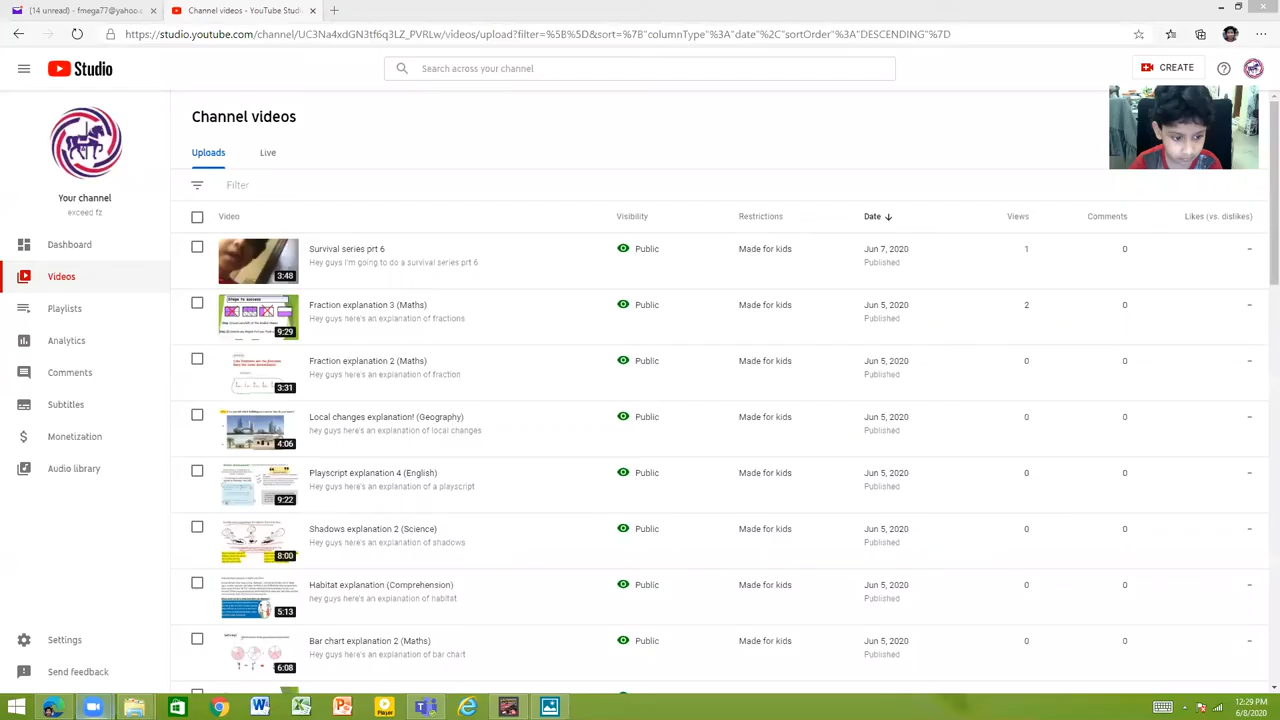 (14 unread) - fmega77@yahoo.
Channel videos - YouTube Studio
https://studio.youtube.com/channel/UC3Na4xdGN3tf6q3LZ_PVRLw/videos/upload?filter=%5B%5D&sort=%7B"columnType"%3A"date"%2C"sortOrder"%3A"DESCENDING"%7D
Studio
Search across your channel
CREATE
Channel videos
Uploads
Live
Filter
Your channel
exceed fz
Dashboard
Videos
Playlists
Analytics
Comments
Subtitles
Monetization
Audio library
Settings
Send feedback
Video Visibility Restrictions Date Views Comments Likes (vs. dislikes)
Survival series prt 6 Public Made for kids Jun 7, 2020 1 0 –
Hey guys I'm going to do a survival series prt 6 Published
3:48
Fraction explanation 3 (Maths) Public Made for kids Jun 5, 2020 2 –
Hey guys here's an explanation of fractions Published
Steps to success
9:29
Fraction explanation 2 (Maths) Public Made for kids Jun 5, 2020 0 –
Hey guys here's an explanation of fraction Published
3:31
Local changes explanation! (Geography) Public Made for kids Jun 5, 2020 0 0 –
hey guys here's an explanation of local changes Published
4:06
Playscript explanation 4 (English) Public Made for kids Jun 5, 2020 0 –
Hey guys here's an explanation of a playscript Published
9:22
Shadows explanation 2 (Science) Public Made for kids Jun 5, 2020 0 –
Hey guys here's an explanation of shadows Published
8:00
Habitat explanation (Correct version) Public Made for kids Jun 5, 2020 0 0 –
hey guys here's an explanation of habitat Published
5:13
Bar chart explanation 2 (Maths) Public Made for kids Jun 5, 2020 0 0 –
Hey guys here's an explanation of bar chart Published
6:08
Player
12:29 PM
6/8/2020